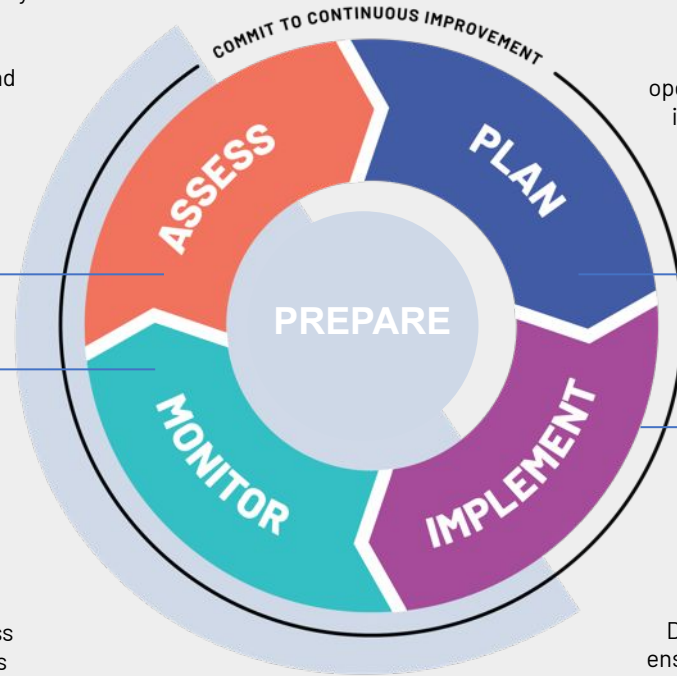 COMMIT TO CONTINUOUS IMPROVEMENT
ASSESS
PLAN
PREPARE
MONITOR
IMPLEMENT